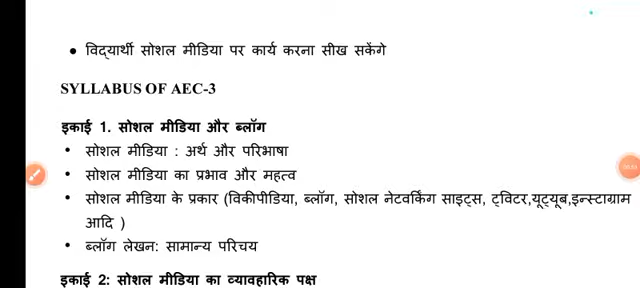 • विद्यार्थी सोशल मीडिया पर कार्य करना सीख सकेंगे
SYLLABUS OF AEC-3
इकाई 1. सोशल मीडिया और ब्लॉग
• सोशल मीडिया : अर्थ और परिभाषा
• सोशल मीडिया का प्रभाव और महत्व
• सोशल मीडिया के प्रकार (विकीपीडिया, ब्लॉग, सोशल नेटवर्किंग साइट्स, ट्विटर,यूट्यूब,इन्स्टाग्राम
आदि )
• ब्लॉग लेखन: सामान्य परिचय
इकाई 2: सोशल मीडिया का व्यावहारिक पक्ष